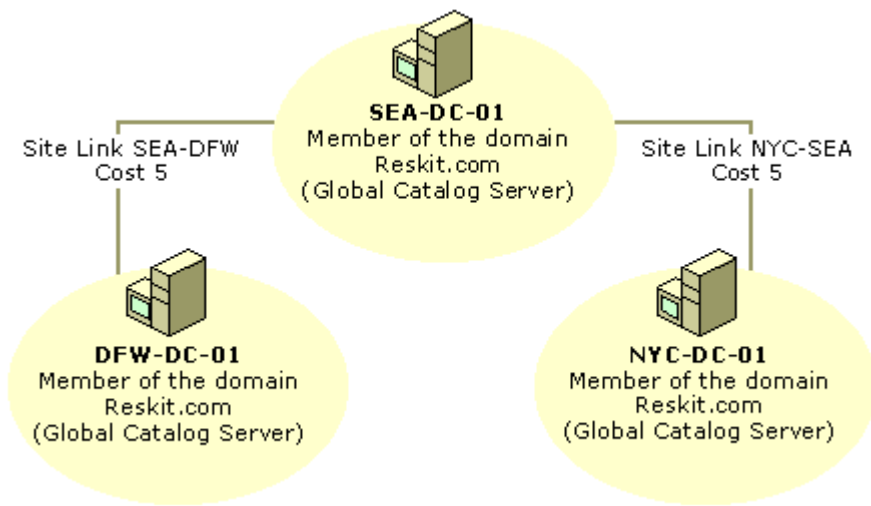 SEA-DC-01
Member of the domain
Reskit.com
(Global Catalog Server)
Site Link SEA-DFW
Cost 5
Site Link NYC-SEA
Cost 5
DFW-DC-01
Member of the domain
Reskit.com
(Global Catalog Server)
NYC-DC-01
Member of the domain
Reskit.com
(Global Catalog Server)